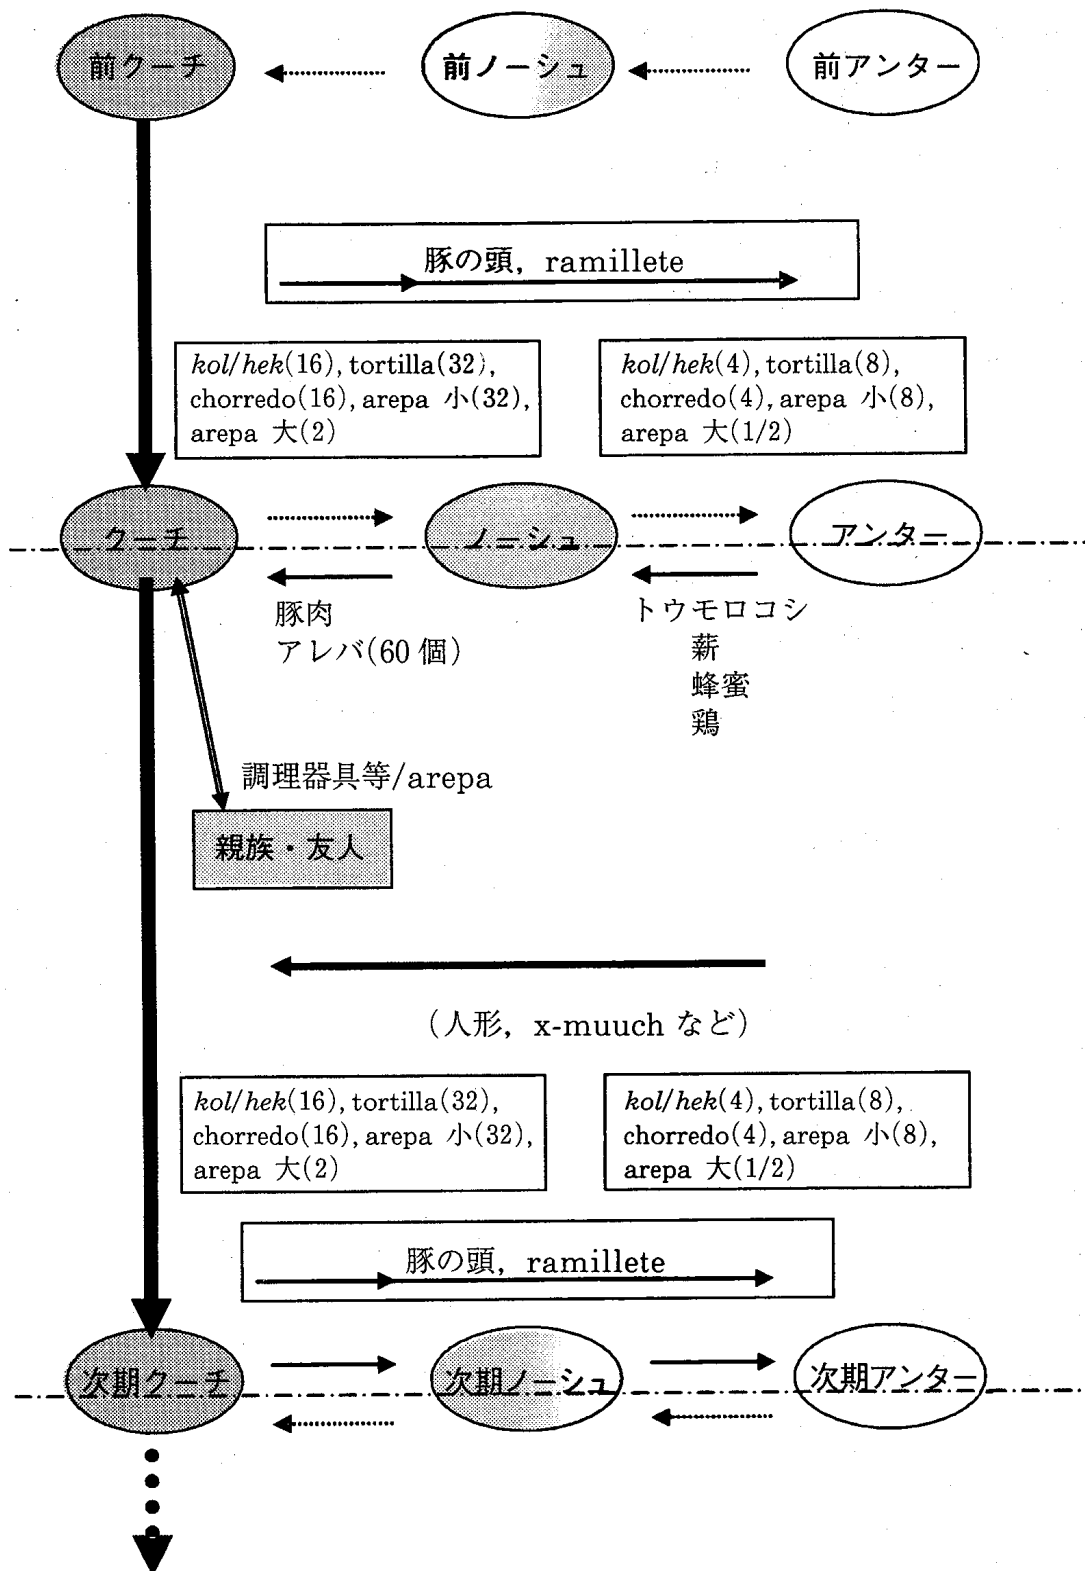 前クーチ
前ノーシュ
前アンター
豚の頭, ramillete
kol/hek(16), tortilla(32),
chorredo(16), arepa 小(32),
arepa 大(2)
kol/hek(4), tortilla(8),
chorredo(4), arepa 小(8),
arepa 大(1/2)
クーチ
ノーシュ
アンター
豚肉
アレバ(60個)
トウモロコシ
薪
蜂蜜
鶏
調理器具等/arepa
親族・友人
(人形, x-muuch など)
kol/hek(16), tortilla(32),
chorredo(16), arepa 小(32),
arepa 大(2)
kol/hek(4), tortilla(8),
chorredo(4), arepa 小(8),
arepa 大(1/2)
豚の頭, ramillete
次期クーチ
次期ノーシュ
次期アンター